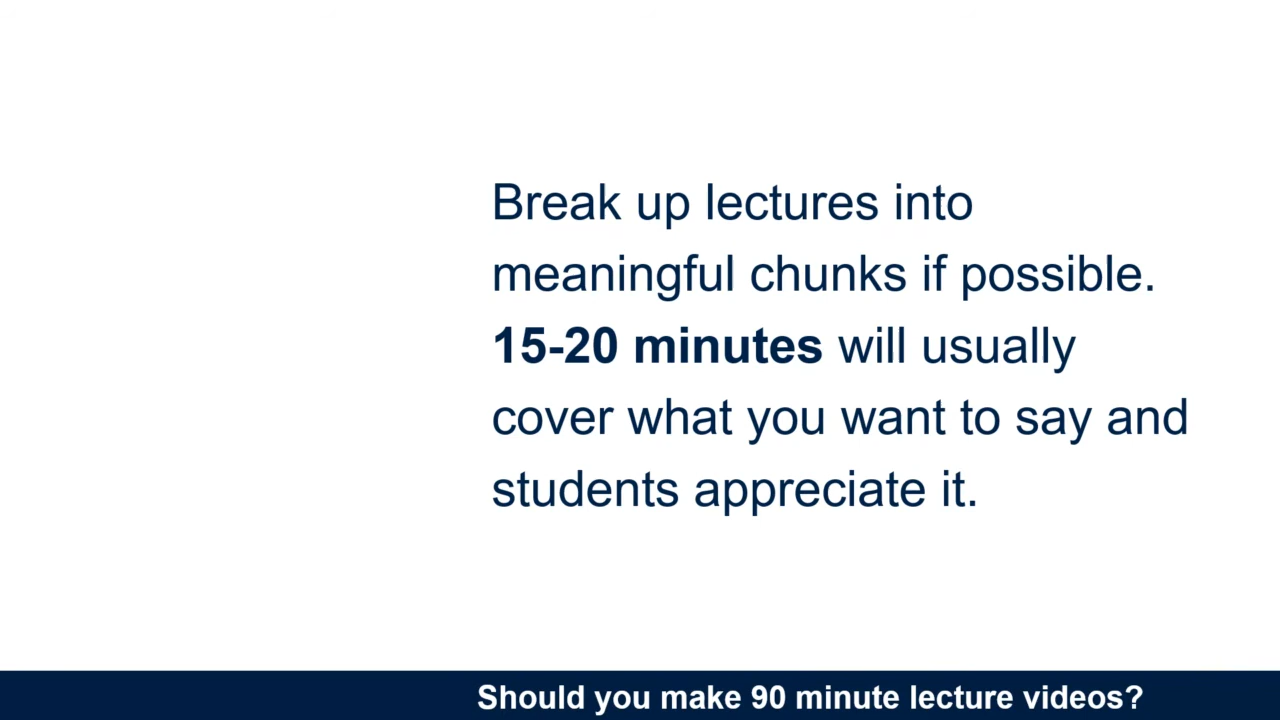 Break up lectures into
meaningful chunks if possible.
15-20 minutes will usually
cover what you want to say and
students appreciate it.
Should you make 90 minute lecture videos?